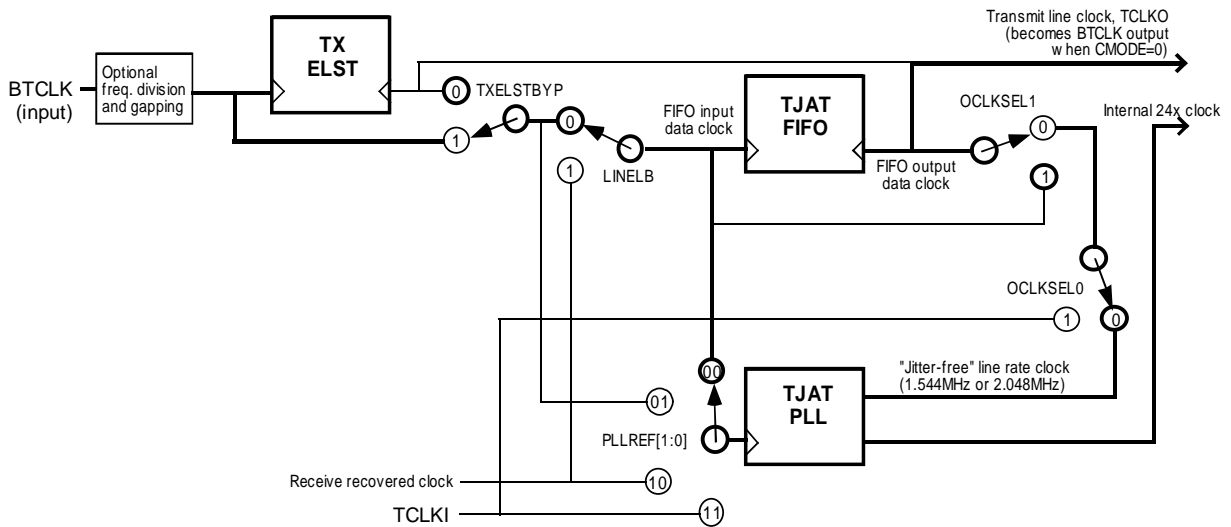 Transmit line clock, TCLKO
(becomes BTCLK output
when CMODE=0)
TX
ELST
BTCLK
(input)
Optional
freq. division
and gapping
0
TXELSTBYP
1
0
1
LINELB
FIFO input
data clock
TJAT
FIFO
FIFO output
data clock
OCLKSEL1
0
1
Internal 24x clock
OCLKSEL0
1
0
"Jitter-free" line rate clock
(1.544MHz or 2.048MHz)
00
01
PLLREF[1:0]
TJAT
PLL
Receive recovered clock
10
TCLKI
11